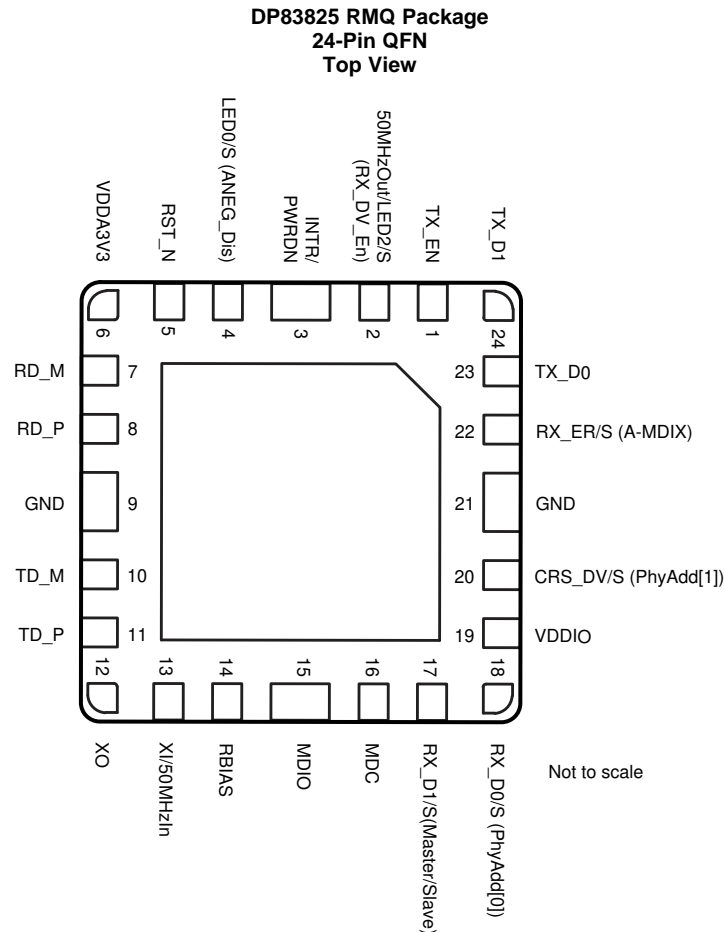 DP83825 RMQ Package
24-Pin QFN
Top View
VDDA3V3
RST_N
LED0/S (ANEG_Dis)
INTR/
PWRDN
50MHzOut/LED2/S
(RX_DV_En)
TX_EN
TX_D1
6
5
4
3
2
1
24
RD_M 7
RD_P 8
GND 9
TD_M 10
TD_P 11
23 TX_D0
22 RX_ER/S (A-MDIX)
21 GND
20 CRS_DV/S (PhyAdd[1])
19 VDDIO
12
13
14
15
16
17
18
XO
XI/50MHzIn
RBIAS
MDIO
MDC
RX_D1/S(Master/Slave)
RX_D0/S (PhyAdd[0])
Not to scale